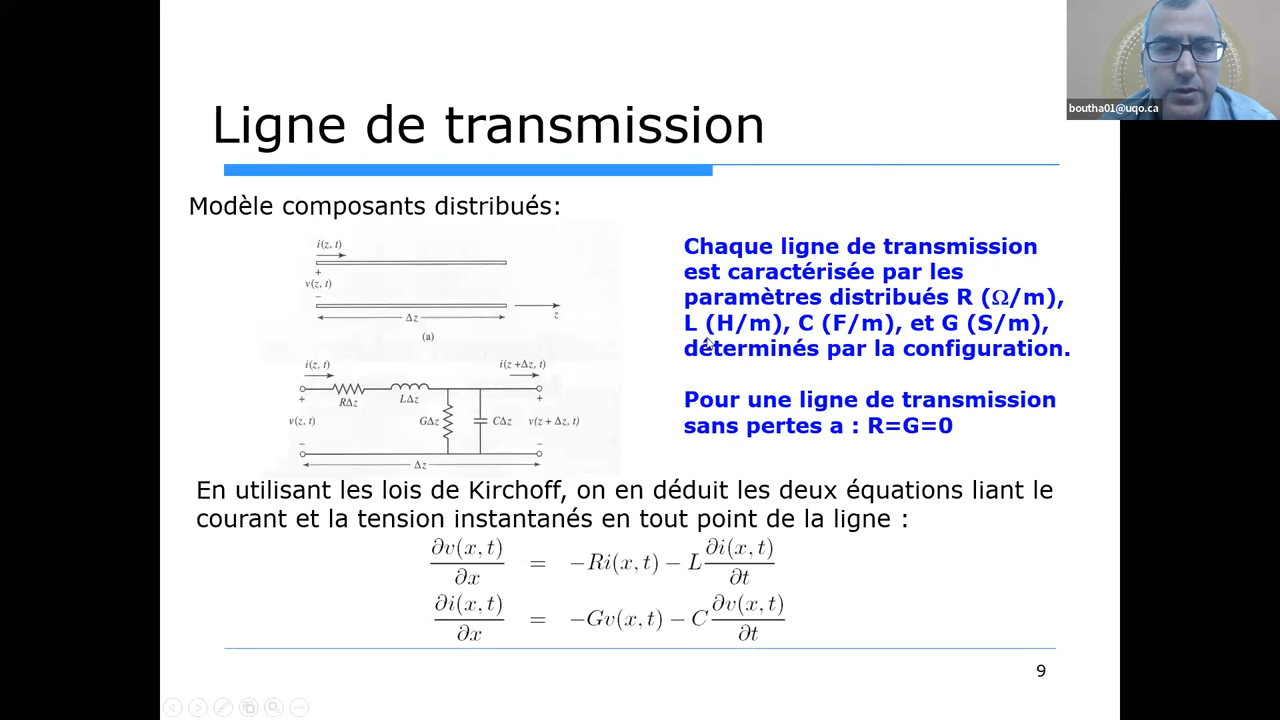 boutha01@uqo.ca
Ligne de transmission
Modèle composants distribués:
i(z, t)
+
v(z, t)
−
Δz
z
(a)
i(z, t)
i(z +Δz, t)
+
RΔz
LΔz
+
v(z, t)
GΔz
CΔz
v(z + Δz, t)
−
−
Δz
Chaque ligne de transmission
est caractérisée par les
paramètres distribués R (Ω/m),
L (H/m), C (F/m), et G (S/m),
déterminés par la configuration.
Pour une ligne de transmission
sans pertes a : R=G=0
En utilisant les lois de Kirchoff, on en déduit les deux équations liant le
courant et la tension instantanés en tout point de la ligne :
∂v(x, t)/∂x = −Ri(x, t) − L ∂i(x, t)/∂t
∂i(x, t)/∂x = −Gv(x, t) − C ∂v(x, t)/∂t
9